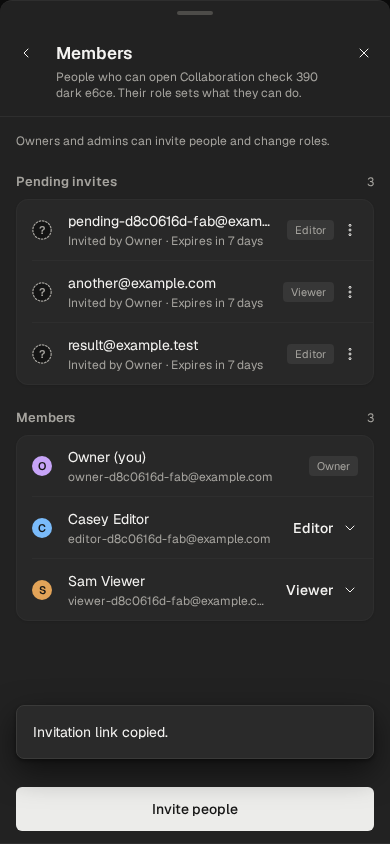 Members
People who can open Collaboration check 390
dark e6ce. Their role sets what they can do.
Owners and admins can invite people and change roles.
Pending invites 3
? pending-d8c0616d-fab@exam... Editor
Invited by Owner · Expires in 7 days
? another@example.com Viewer
Invited by Owner · Expires in 7 days
? result@example.test Editor
Invited by Owner · Expires in 7 days
Members 3
O Owner (you) Owner
owner-d8c0616d-fab@example.com
C Casey Editor Editor
editor-d8c0616d-fab@example.com
S Sam Viewer Viewer
viewer-d8c0616d-fab@example.c...
Invitation link copied.
Invite people